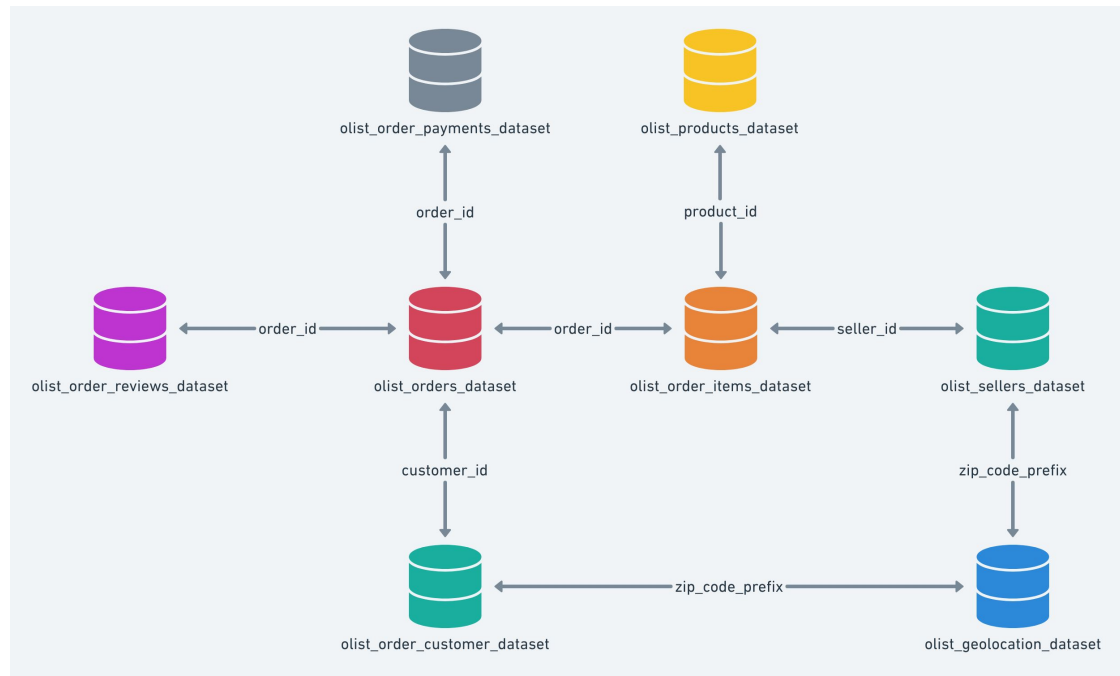 olist_order_payments_dataset
olist_products_dataset
order_id
product_id
order_id
order_id
seller_id
olist_order_reviews_dataset
olist_orders_dataset
olist_order_items_dataset
olist_sellers_dataset
customer_id
zip_code_prefix
zip_code_prefix
olist_order_customer_dataset
olist_geolocation_dataset